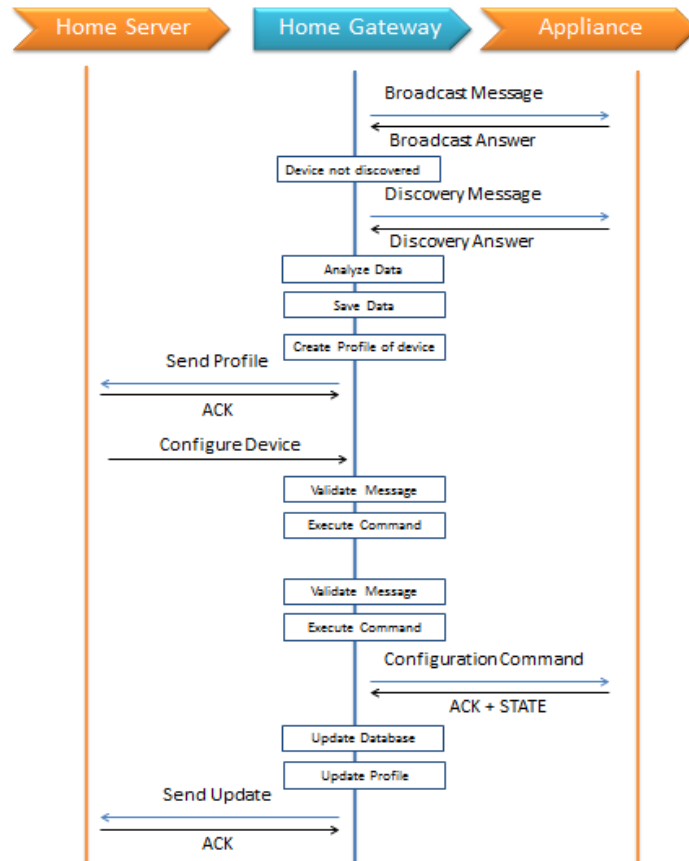 Home Server
Home Gateway
Appliance
Broadcast Message
Broadcast Answer
Device not discovered
Discovery Message
Discovery Answer
Analyze Data
Save Data
Create Profile of device
Send Profile
ACK
Configure Device
Validate Message
Execute Command
Validate Message
Execute Command
Configuration Command
ACK + STATE
Update Database
Update Profile
Send Update
ACK